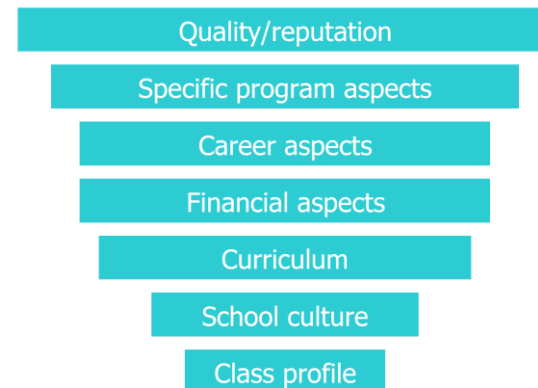 Quality/reputation
Specific program aspects
Career aspects
Financial aspects
Curriculum
School culture
Class profile